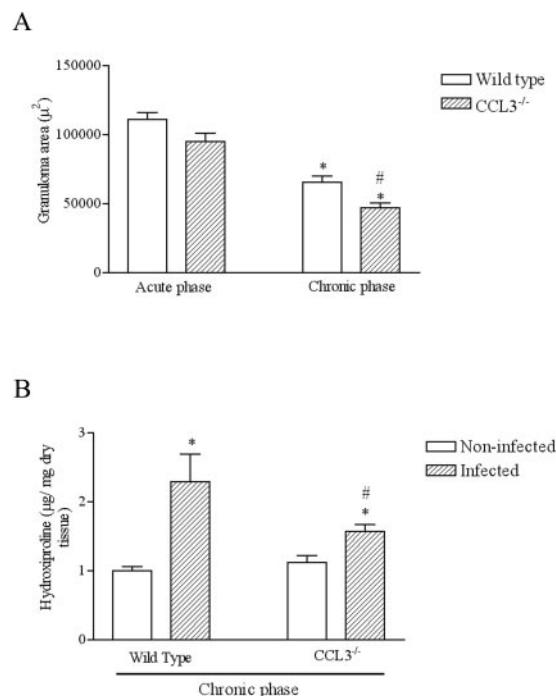 A
150000
100000
50000
0
Granuloma area (µ²)
Wild type
CCL3-/-
*
#
*
Acute phase
Chronic phase
B
3
2
1
0
Hydroxiproline (µg/ mg dry
tissue)
Non-infected
Infected
*
#
*
Wild Type
CCL3-/-
Chronic phase